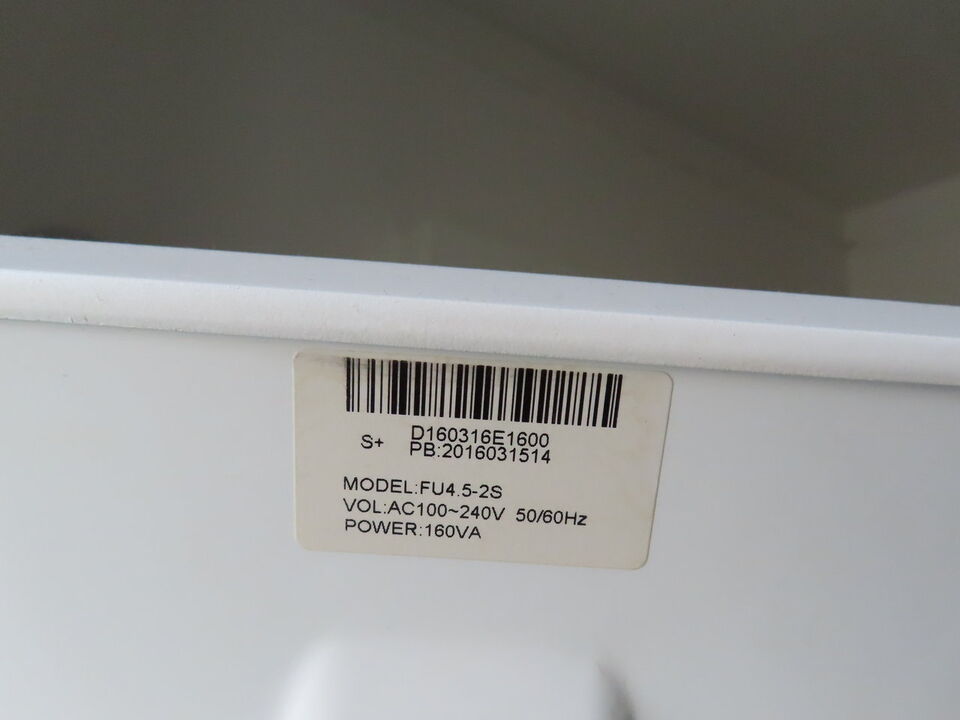 D160316E1600
S+ PB:2016031514
MODEL:FU4.5-2S
VOL:AC100~240V 50/60Hz
POWER:160VA